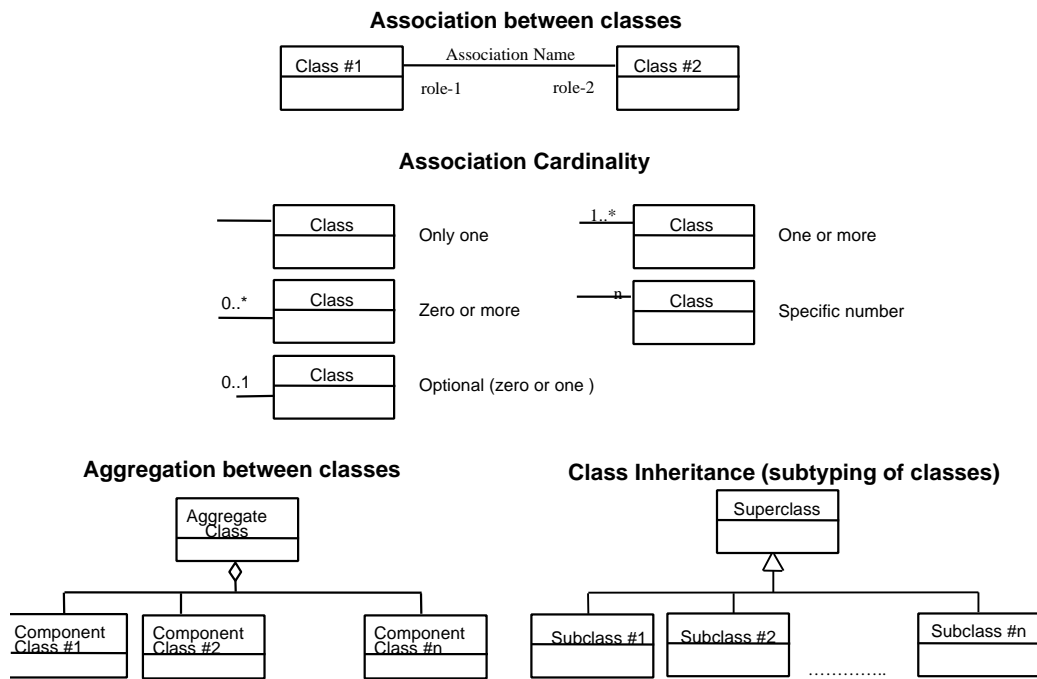 Association between classes
Class #1
Association Name
Class #2
role-1
role-2
Association Cardinality
Class
Only one
1..*
Class
One or more
0..*
Class
Zero or more
n
Class
Specific number
0..1
Class
Optional (zero or one )
Aggregation between classes
Class Inheritance (subtyping of classes)
Aggregate
Class
Superclass
Component
Class #1
Component
Class #2
Component
Class #n
Subclass #1
Subclass #2
…………..
Subclass #n